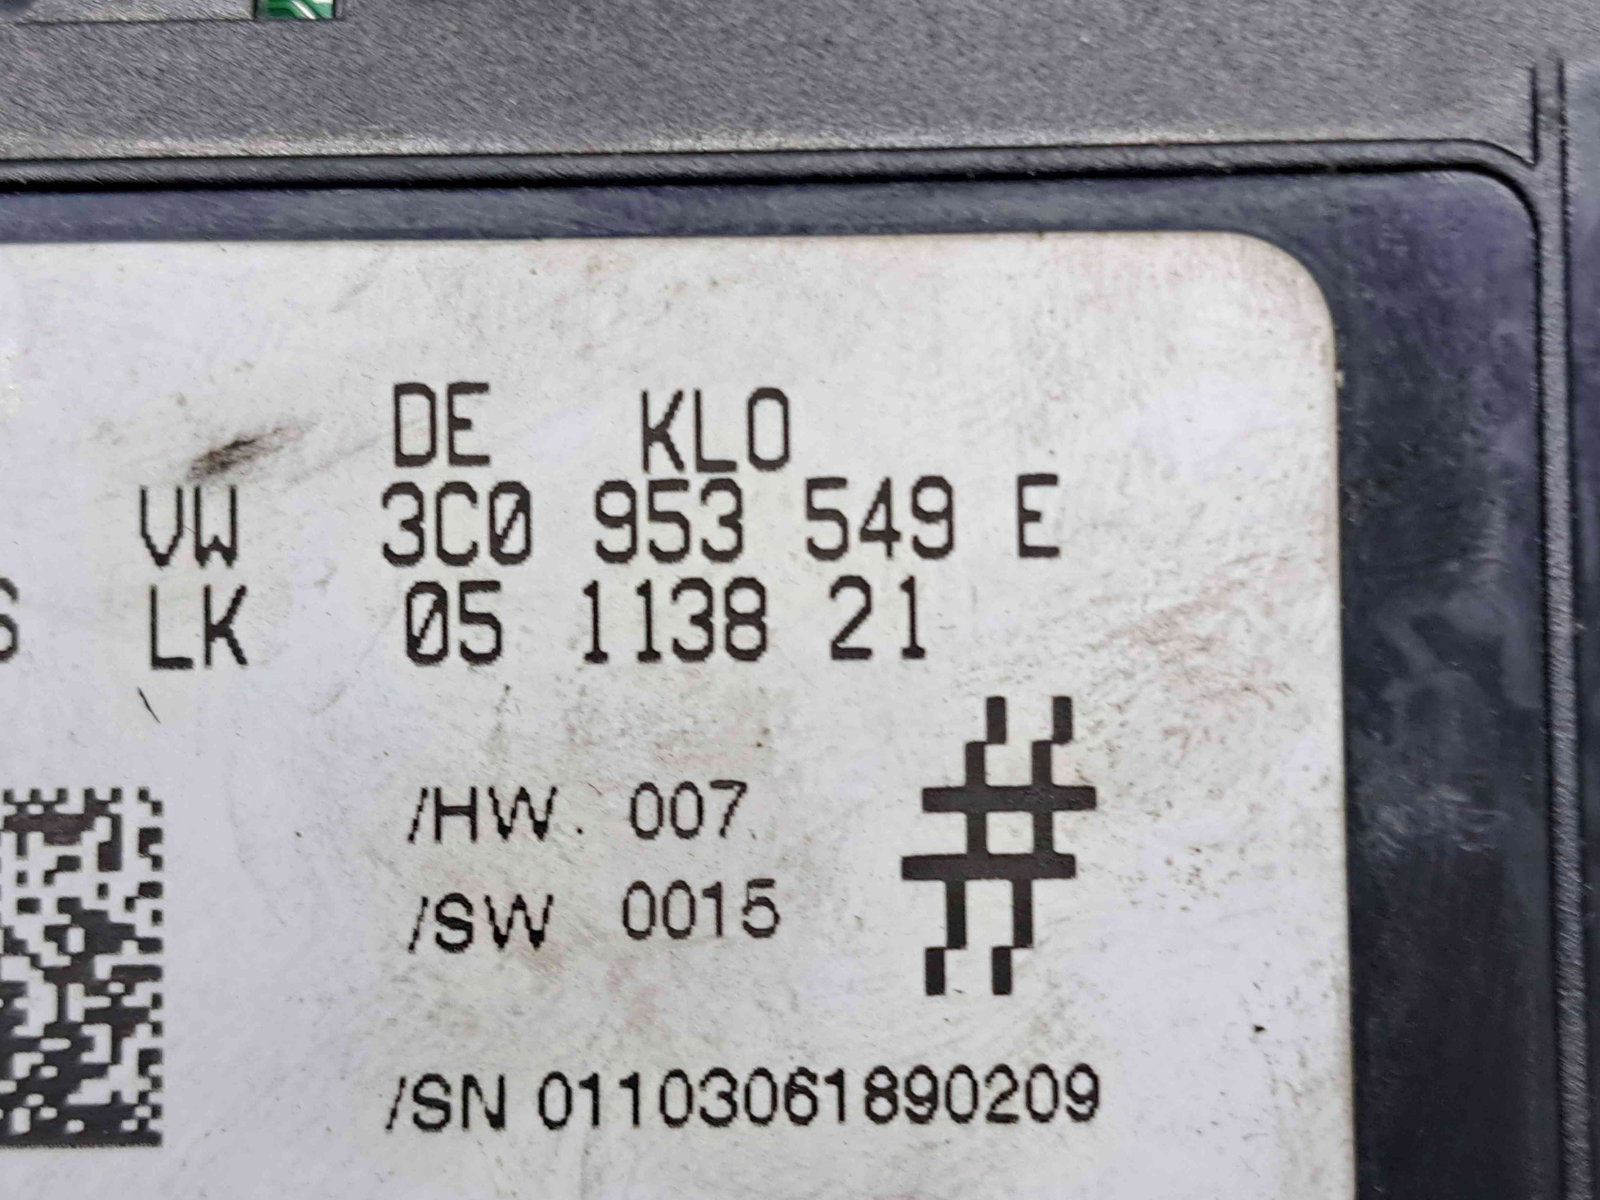 DE KLO
VW 3C0 953 549 E
LK 05 1138 21
/HW 007
#
/SW 0015
/SN 01103061890209